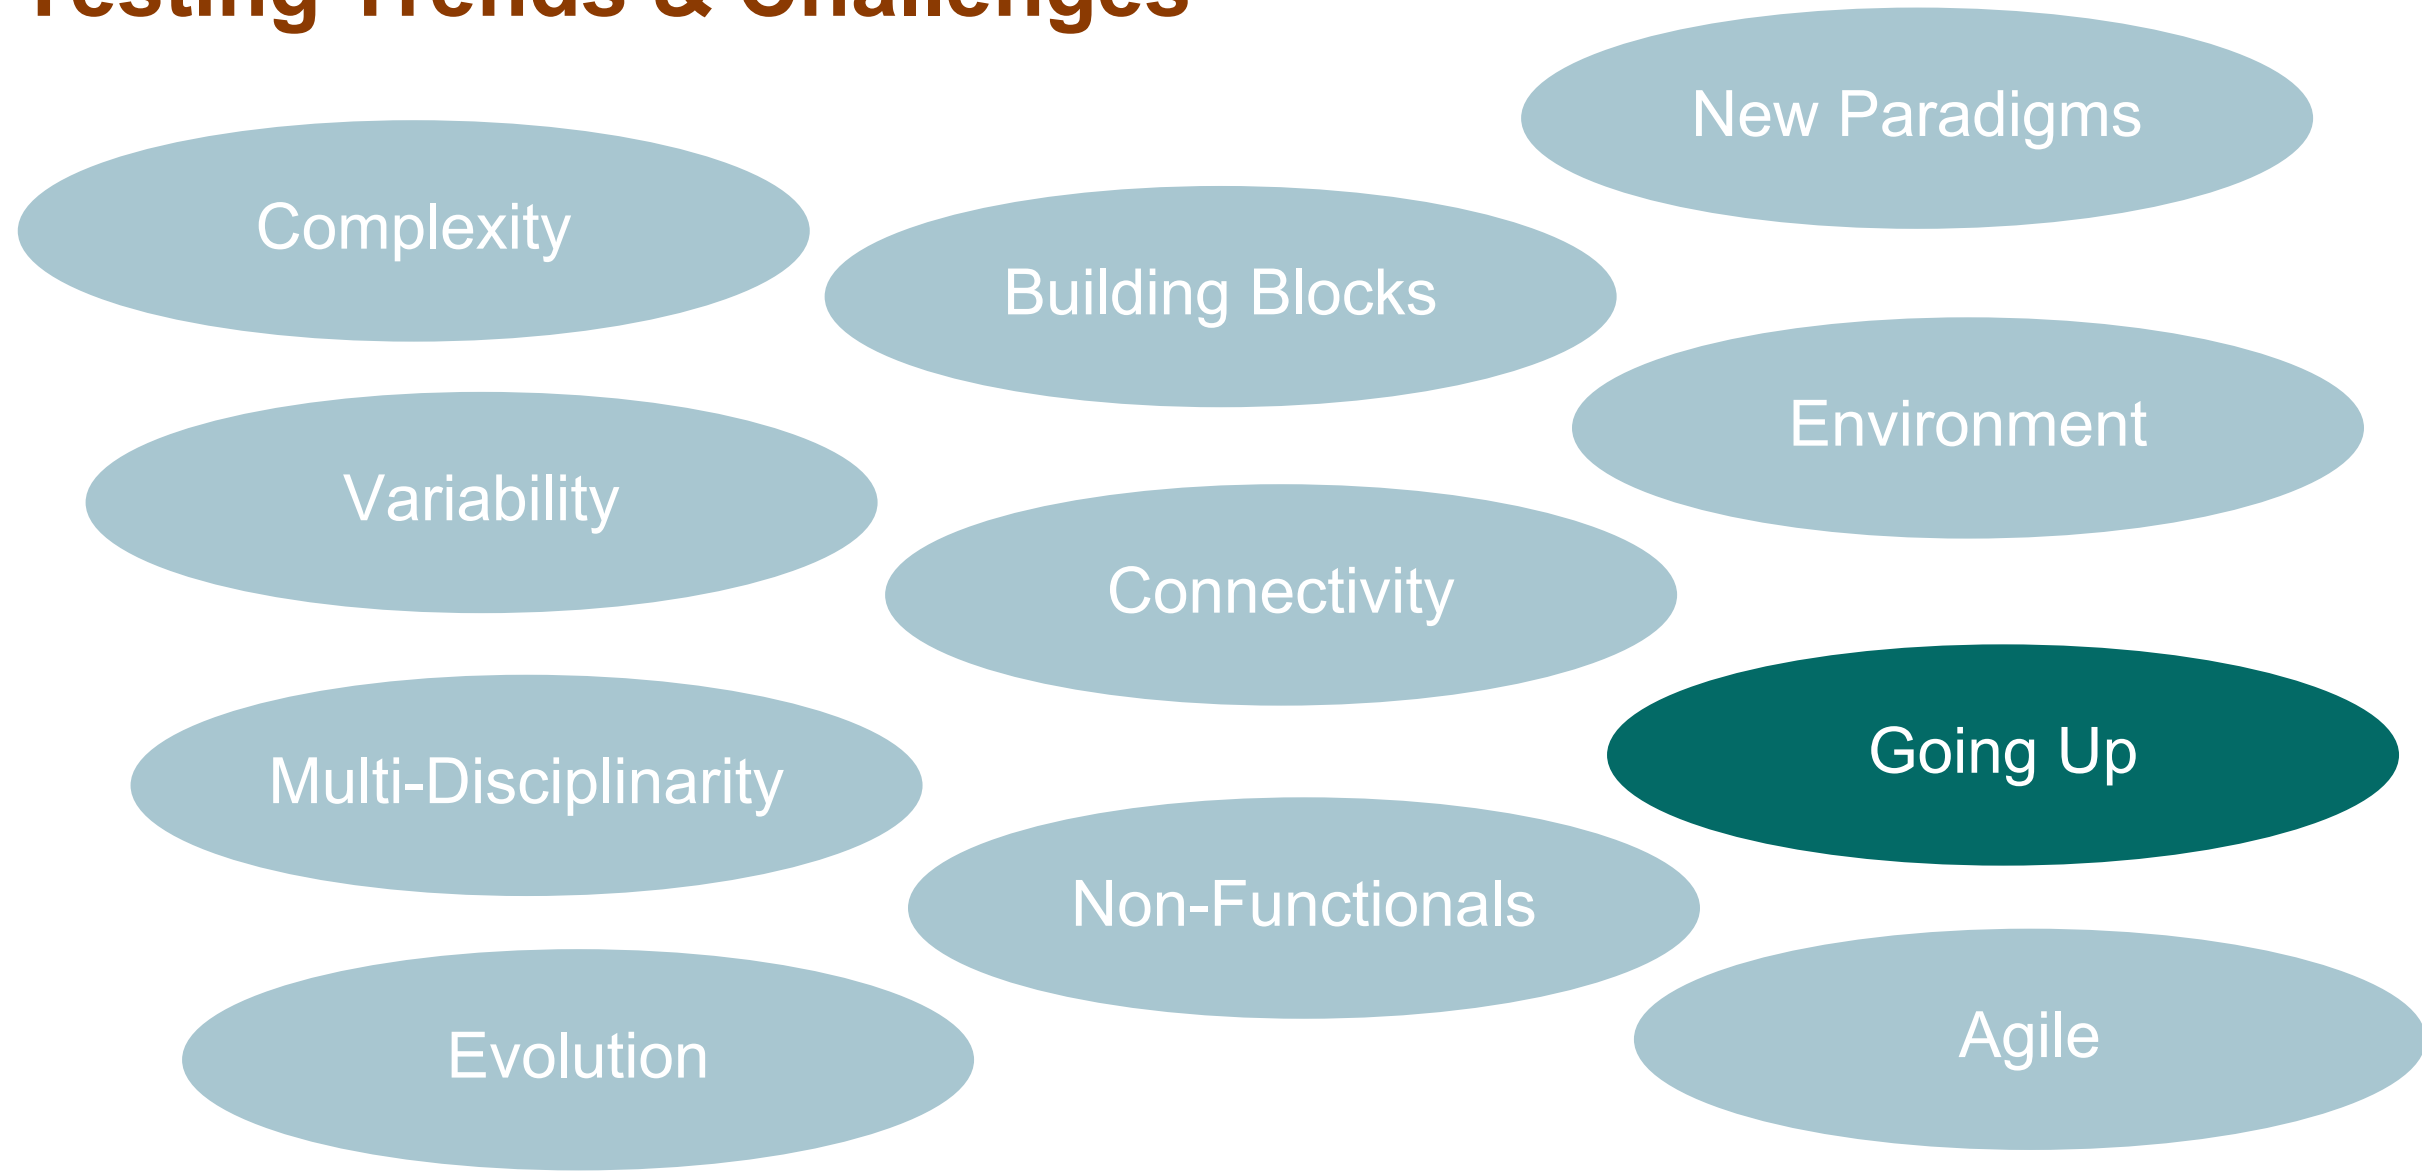 Testing Trends & Challenges
New Paradigms
Complexity
Building Blocks
Environment
Variability
Connectivity
Going Up
Multi-Disciplinarity
Non-Functionals
Agile
Evolution